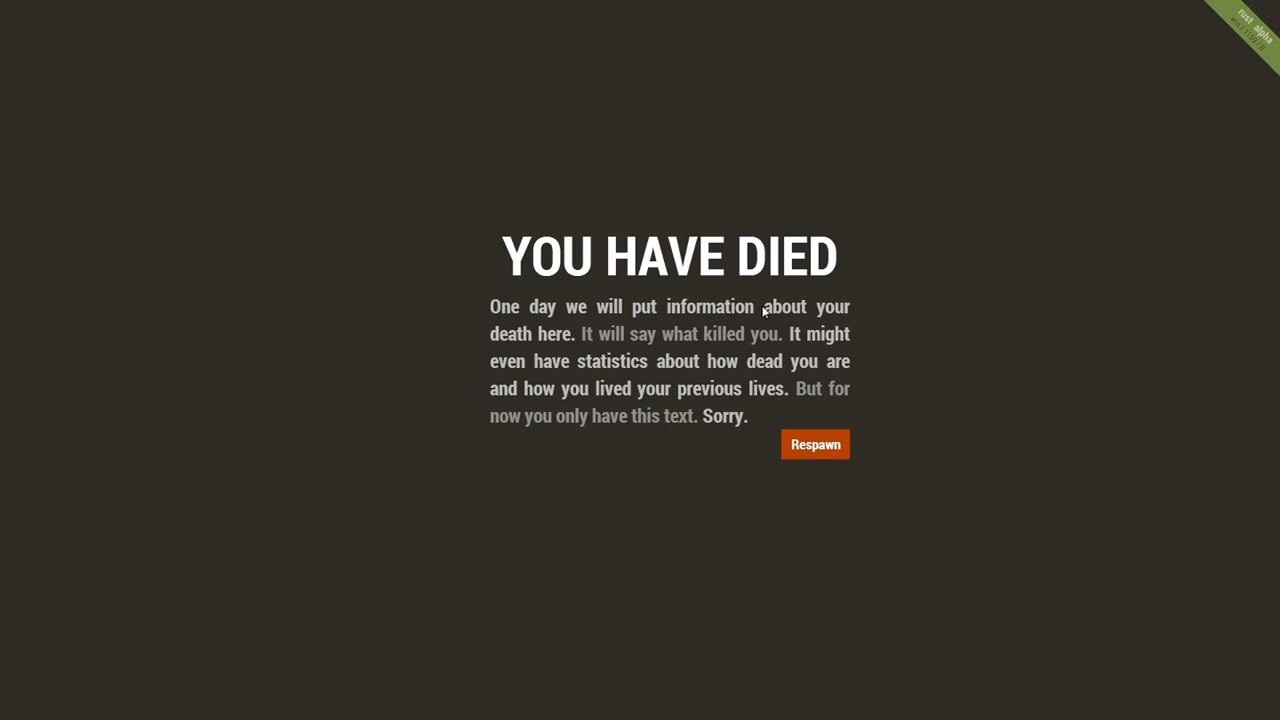 rust alpha
YOU HAVE DIED
One day we will put information about your
death here. It will say what killed you. It might
even have statistics about how dead you are
and how you lived your previous lives. But for
now you only have this text. Sorry.
Respawn